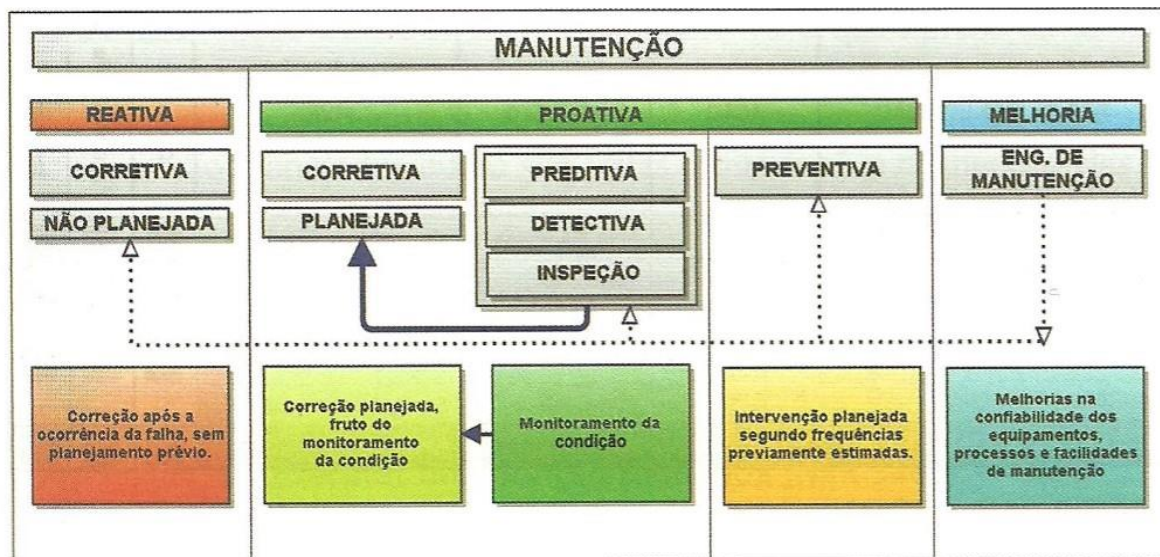 MANUTENÇÃO
REATIVA
PROATIVA
MELHORIA
CORRETIVA
NÃO PLANEJADA
CORRETIVA
PLANEJADA
PREDITIVA
DETECTIVA
INSPEÇÃO
PREVENTIVA
ENG. DE
MANUTENÇÃO
Correção após a
ocorrência da falha, sem
planejamento prévio.
Correção planejada,
fruto do
monitoramento
da condição
Monitoramento da
condição
Intervenção planejada
segundo frequências
previamente estimadas.
Melhorias na
confiabilidade dos
equipamentos,
processos e facilidades
de manutenção